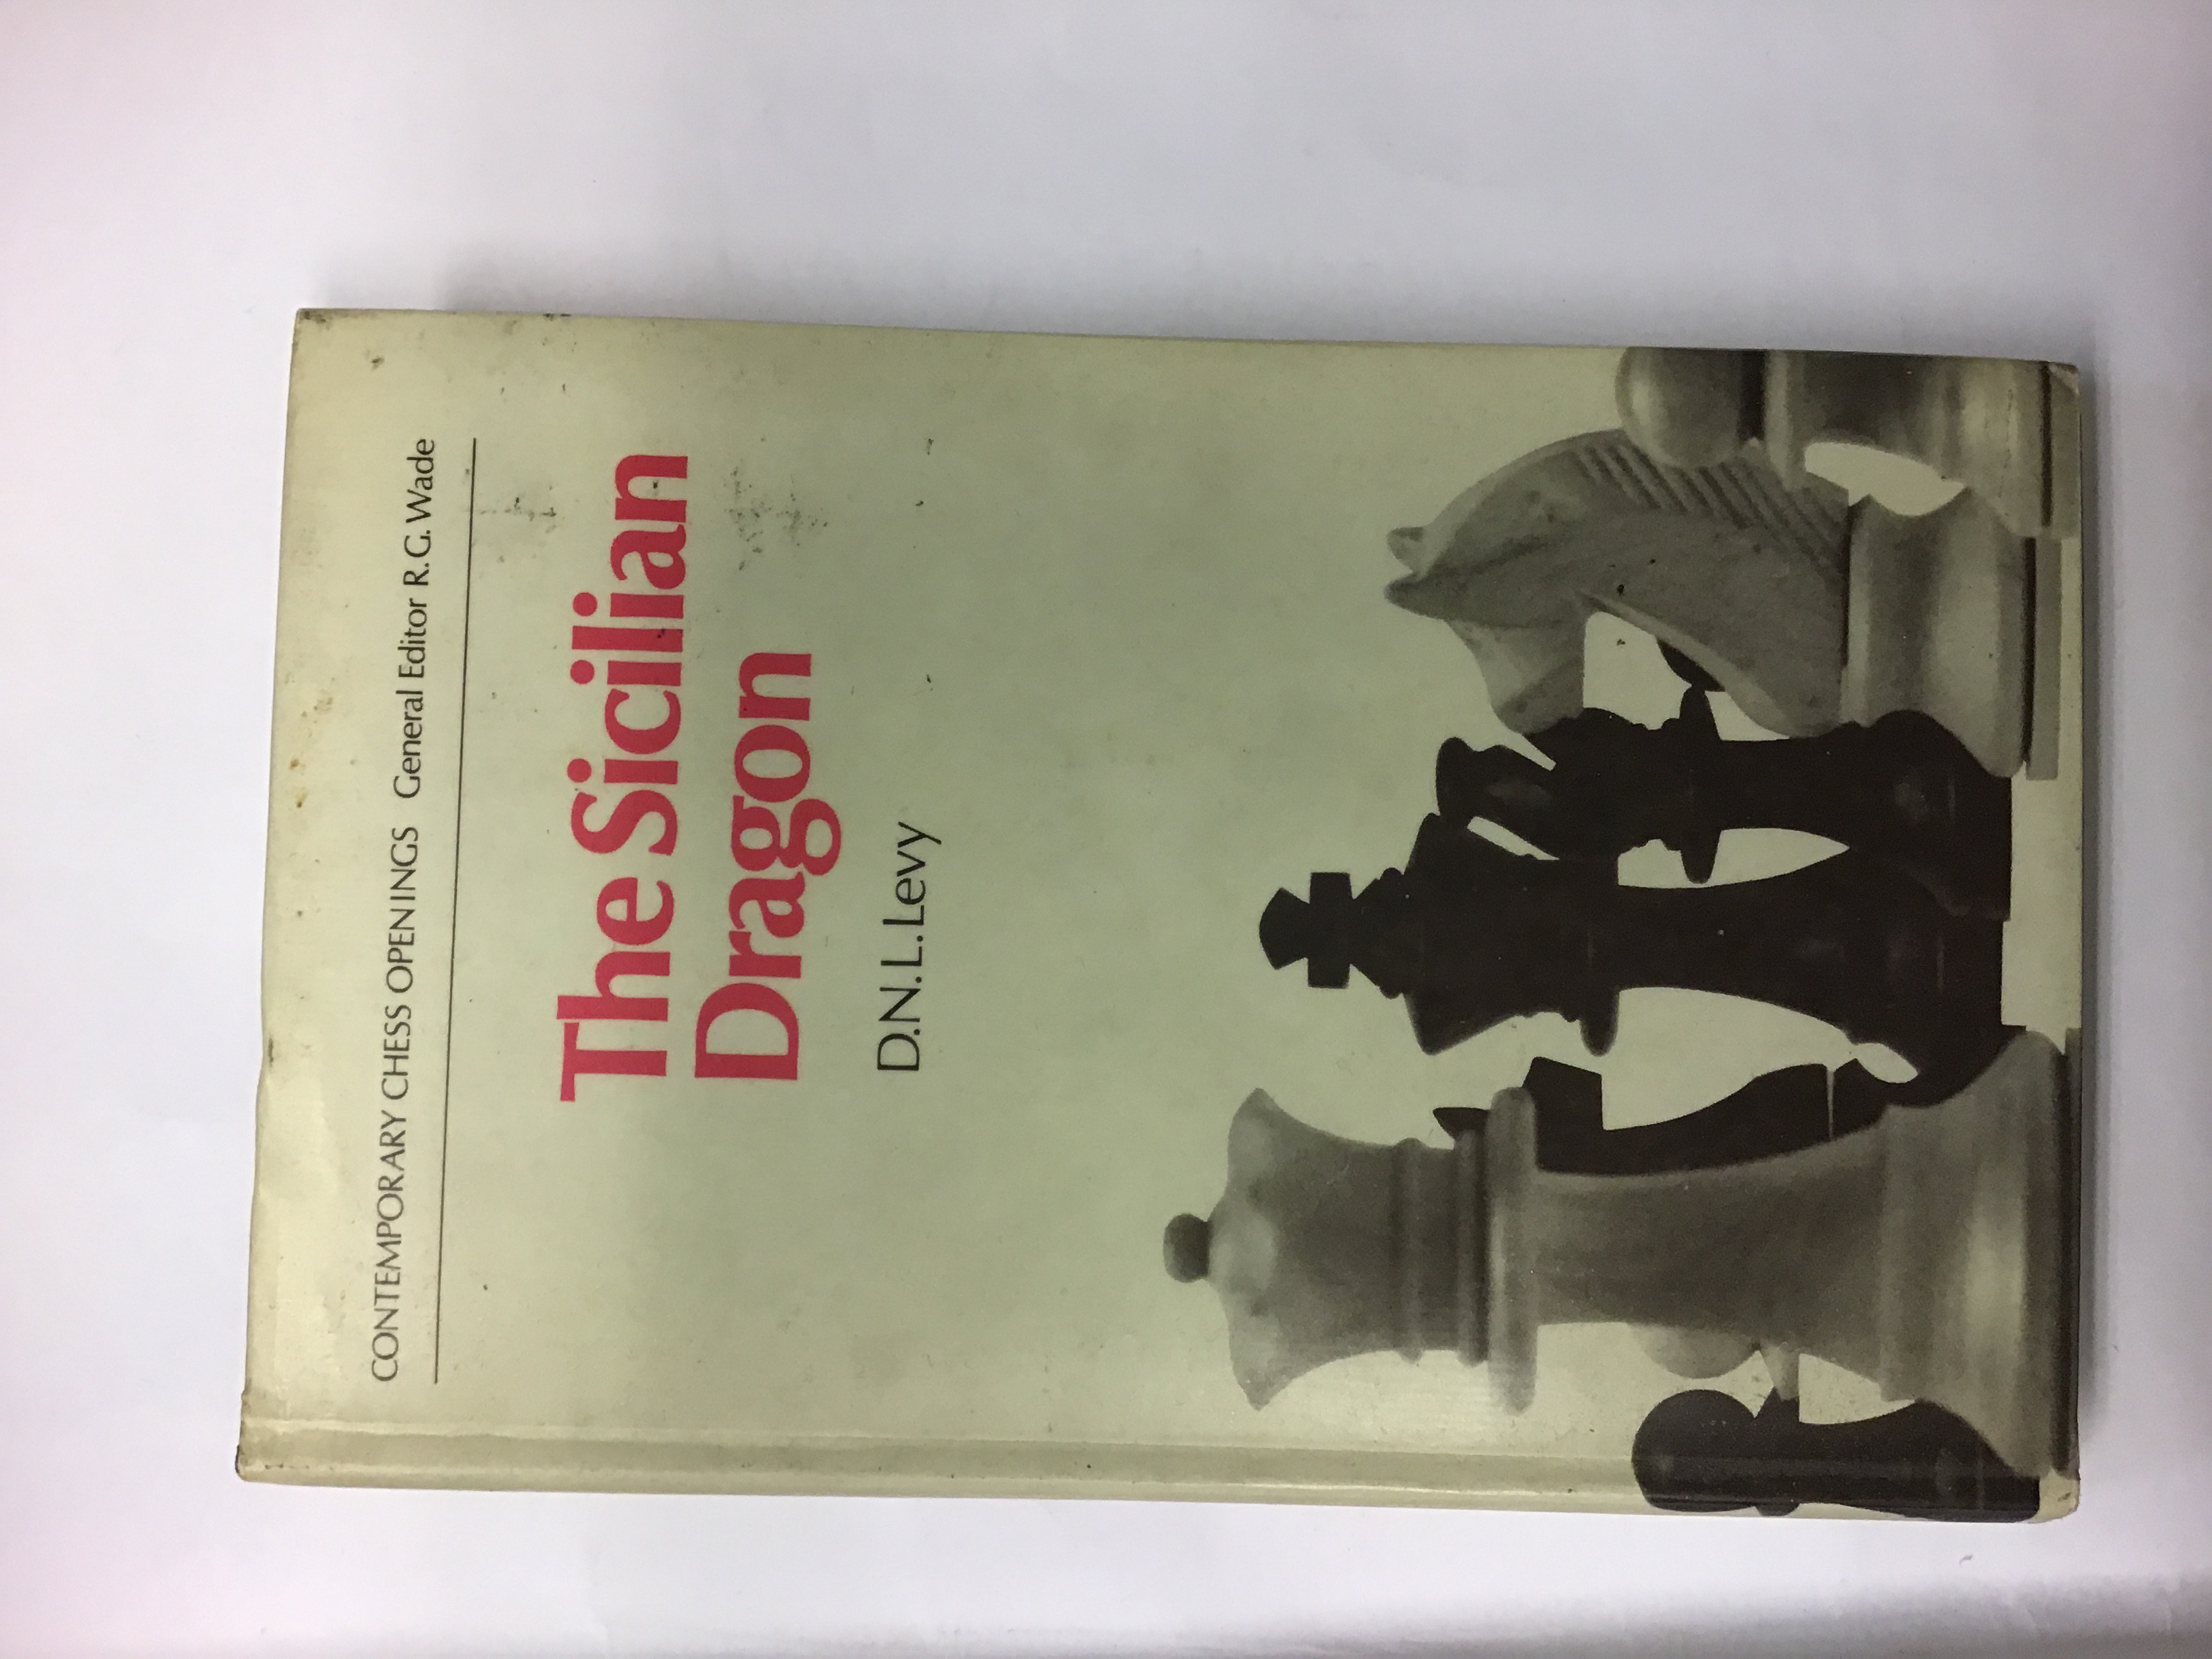 CONTEMPORARY CHESS OPENINGS General Editor R.G. Wade
The Sicilian
Dragon
D.N.L. Levy